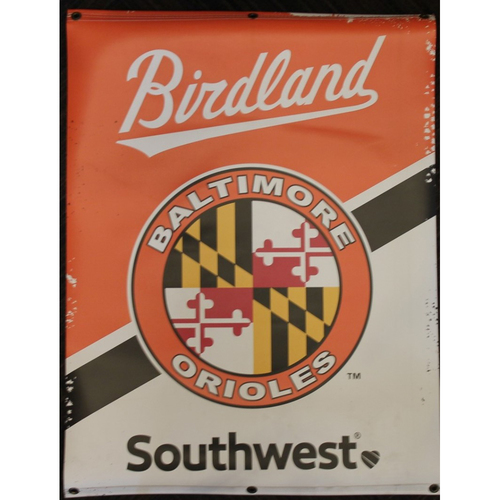 Birdland
BALTIMORE
ORIOLES
TM
Southwest®